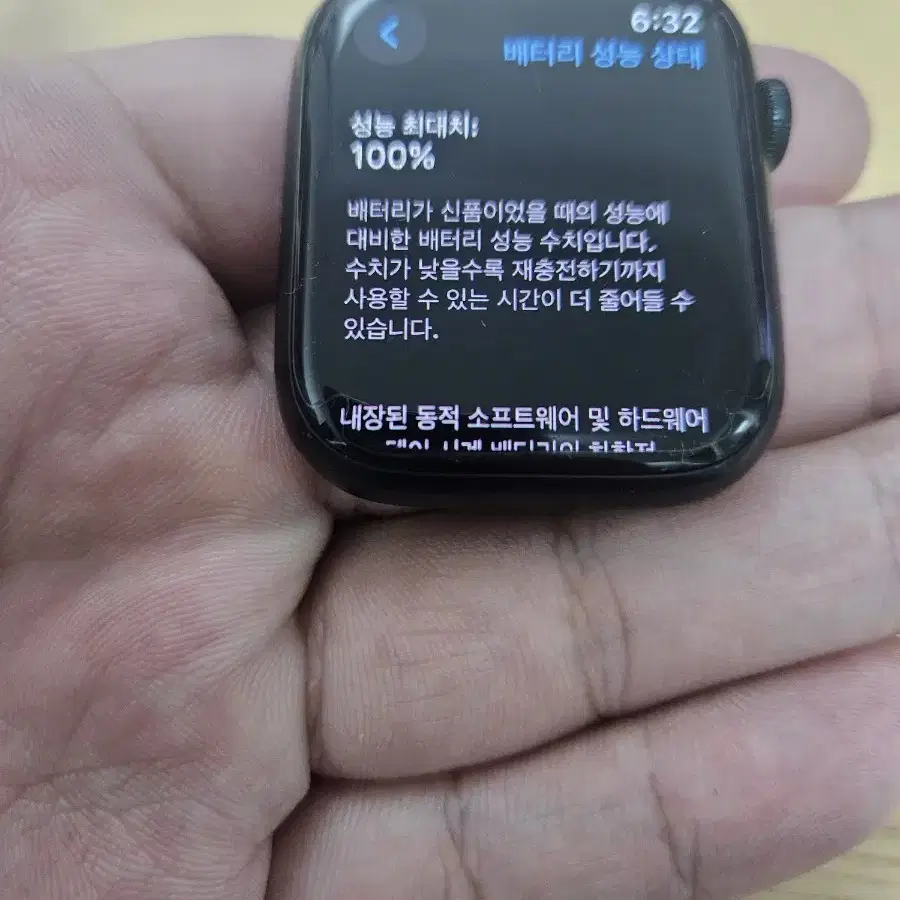 6:32
배터리 성능 상태
성능 최대치:
100%
배터리가 신품이었을 때의 성능에
대비한 배터리 성능 수치입니다.
수치가 낮을수록 재충전하기까지
사용할 수 있는 시간이 더 줄어들 수
있습니다.
내장된 동적 소프트웨어 및 하드웨어